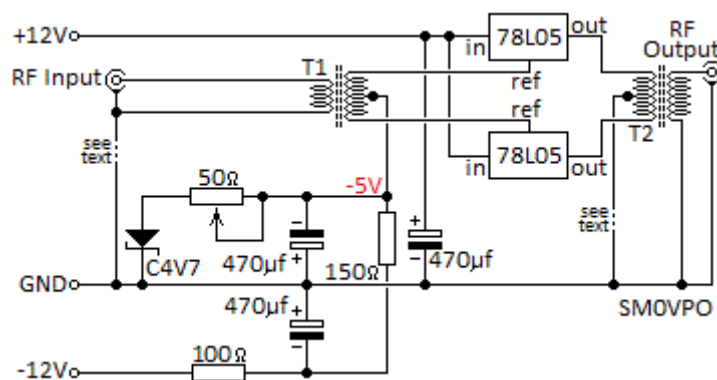 +12V
in
78L05
out
RF
Output
RF Input
T1
ref
ref
T2
see
text
in
78L05
out
50Ω
-5V
see
text
C4V7
470µf
+
−
150Ω
+
−
470µf
GND
470µf
+
−
SM0VPO
100Ω
-12V